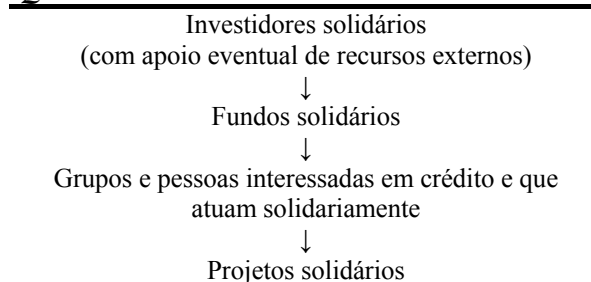 Investidores solidários
(com apoio eventual de recursos externos)
↓
Fundos solidários
↓
Grupos e pessoas interessadas em crédito e que
atuam solidariamente
↓
Projetos solidários